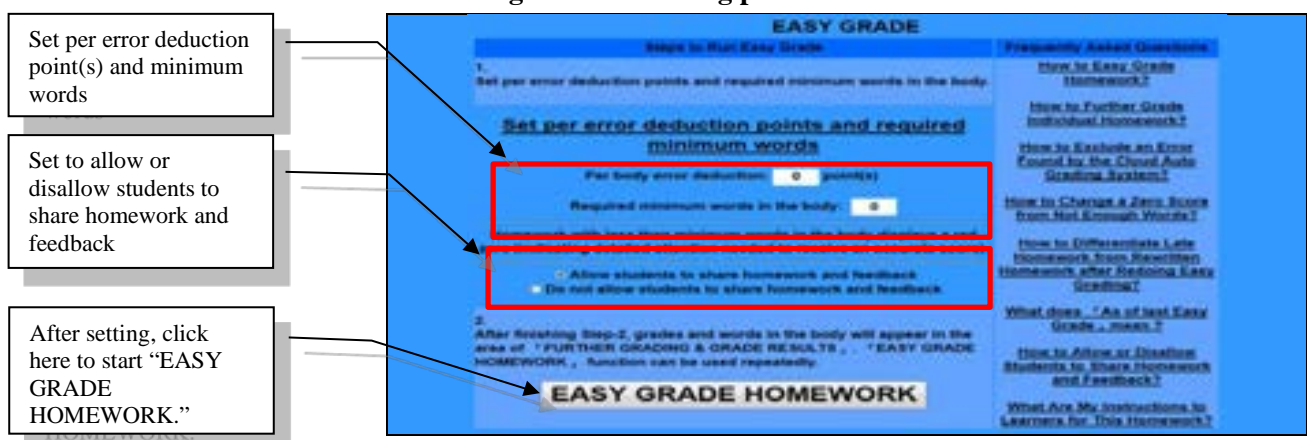 Set per error deduction
point(s) and minimum
words
Set to allow or
disallow students to
share homework and
feedback
After setting, click
here to start “EASY
GRADE
HOMEWORK.”
EASY GRADE
Steps to Run Easy Grade
1.
Set per error deduction points and required minimum words in the body.
Set per error deduction points and required
minimum words
Per body error deduction: 0 point(s)
Required minimum words in the body: 0
Allow students to share homework and feedback
Do not allow students to share homework and feedback
2.
After finishing Step-2, grades and words in the body will appear in the
area of 「FURTHER GRADING & GRADE RESULTS」. 「EASY GRADE
HOMEWORK」 function can be used repeatedly.
EASY GRADE HOMEWORK
Frequently Asked Questions
How to Easy Grade
Homework?
How to Further Grade
Individual Homework?
How to Exclude an Error
Found by the Cloud Auto
Grading System?
How to Change a Zero Score
from Not Enough Words?
How to Differentiate Late
Homework from Rewritten
Homework after Redoing Easy
Grading?
What does 「As of last Easy
Grade」 mean ?
How to Allow or Disallow
Students to Share Homework
and Feedback?
What Are My Instructions to
Learners for This Homework?